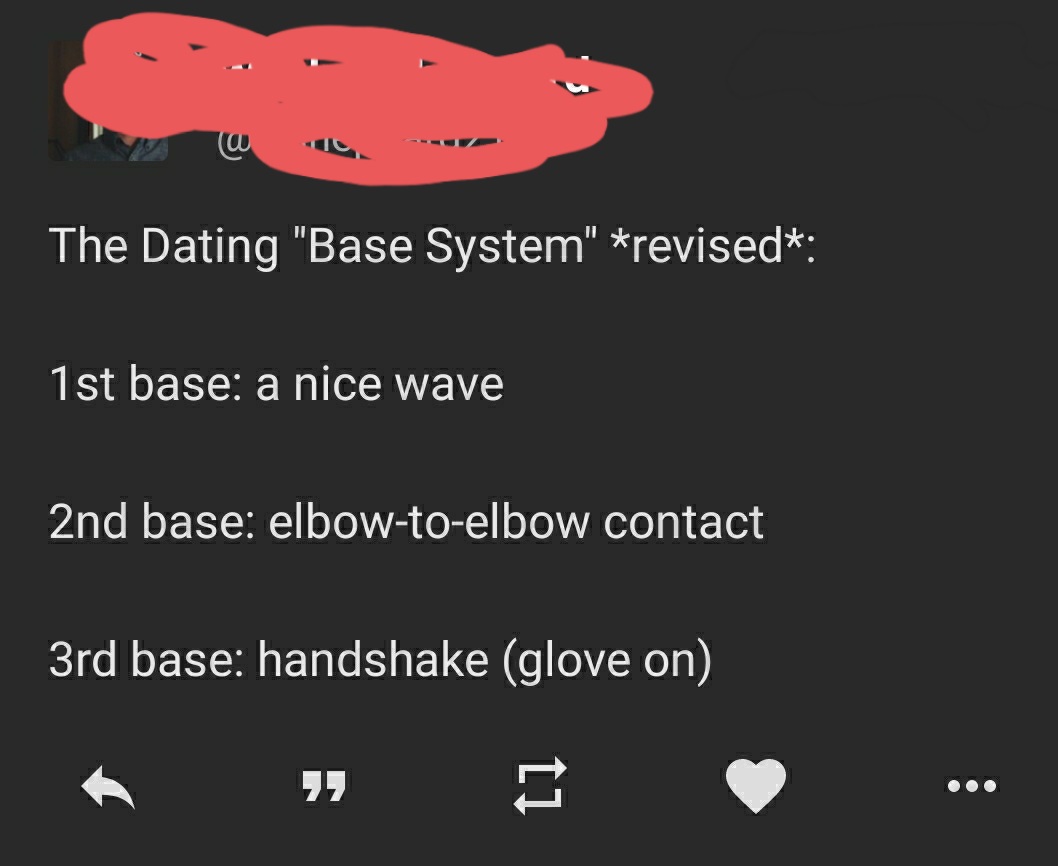 The Dating "Base System" *revised*:
1st base: a nice wave
2nd base: elbow-to-elbow contact
3rd base: handshake (glove on)